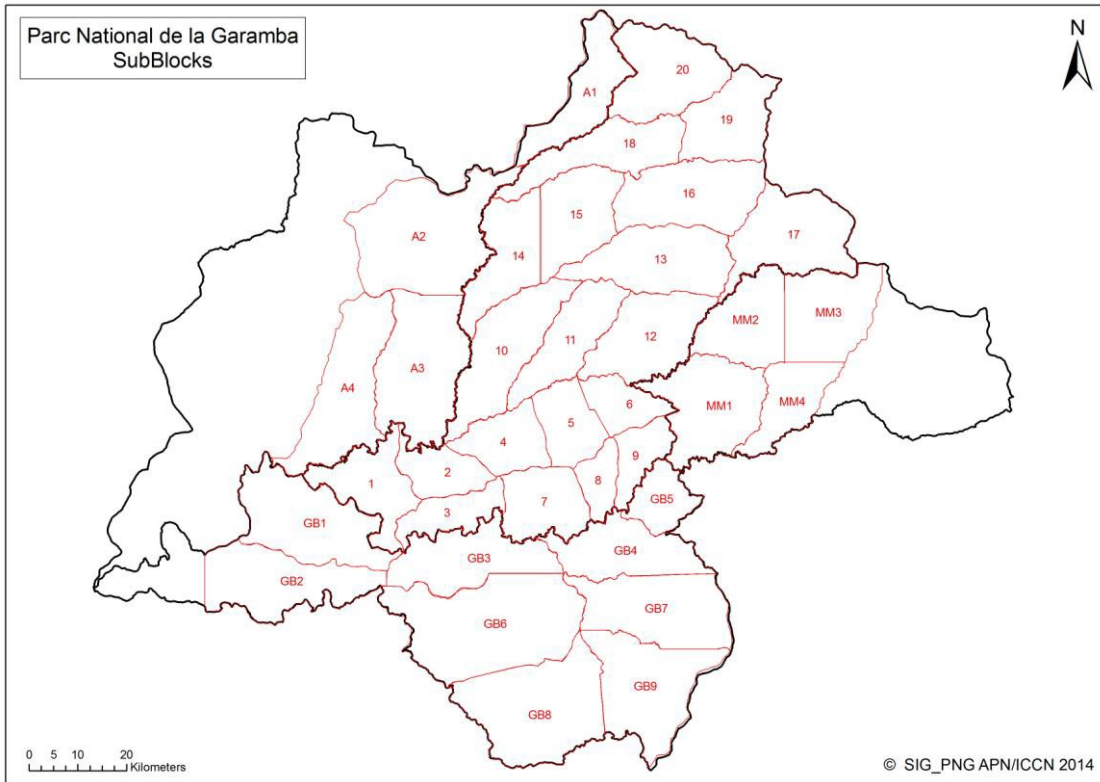 Parc National de la Garamba
SubBlocks
N
20
A1
19
18
16
15
A2
17
14
13
MM3
MM2
12
11
10
A3
A4
6
MM1
MM4
5
4
9
2
8
1
GB5
7
3
GB1
GB4
GB3
GB2
GB7
GB6
GB9
GB8
0 5 10 20
Kilometers
© SIG_PNG APN/ICCN 2014